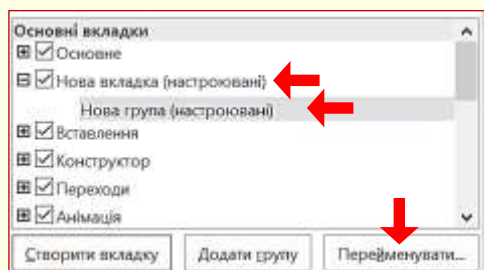 Основні вкладки
Основне
Нова вкладка (настроювані)
Нова група (настроювані)
Вставлення
Конструктор
Переходи
Анімація
Створити вкладку Додати групу Перейменувати...